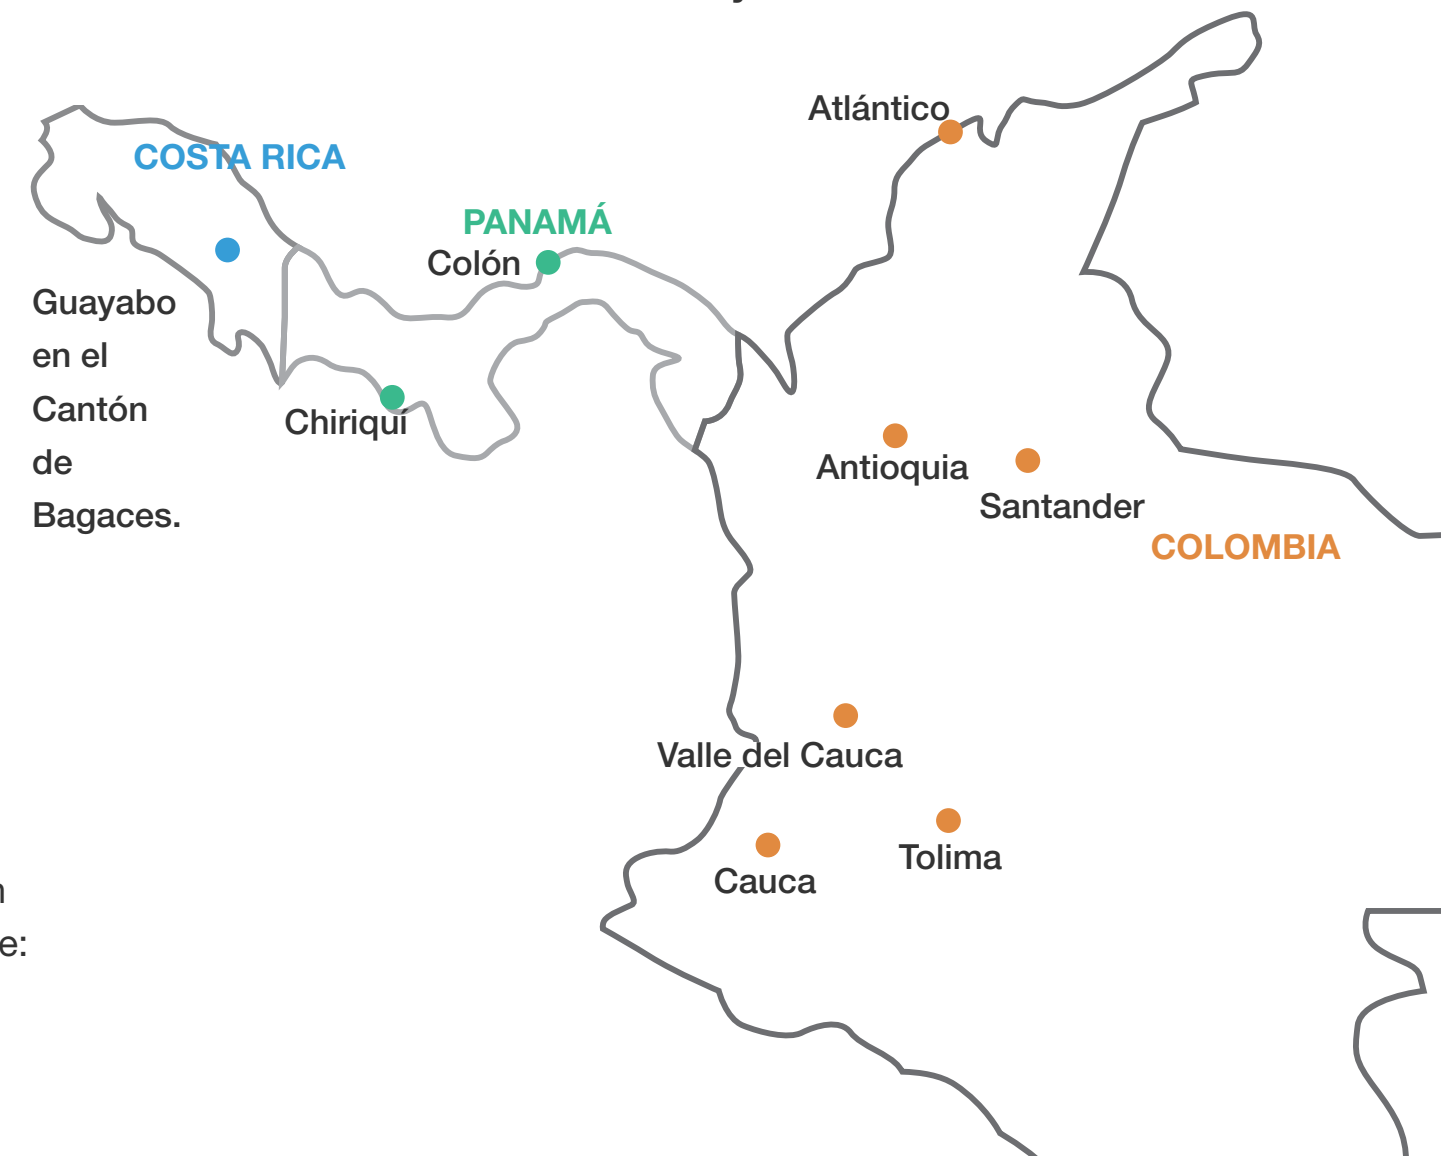 Atlántico
COSTA RICA
PANAMÁ
Colón
Guayabo
en el
Cantón
de
Bagaces.
Chiriquí
Antioquia
Santander
COLOMBIA
Valle del Cauca
Tolima
Cauca
e: